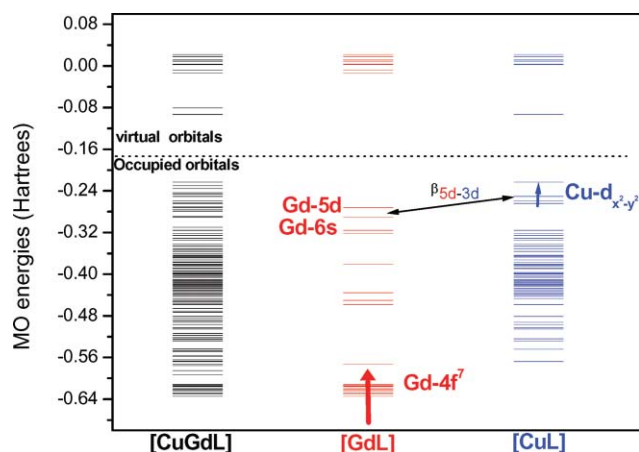 MO energies (Hartrees)
0.08
0.00
-0.08
-0.16
-0.24
-0.32
-0.40
-0.48
-0.56
-0.64
virtual orbitals
Occupied orbitals
Gd-5d
Gd-6s
β5d-3d
Cu-dx²-y²
Gd-4f⁷
[CuGdL]
[GdL]
[CuL]